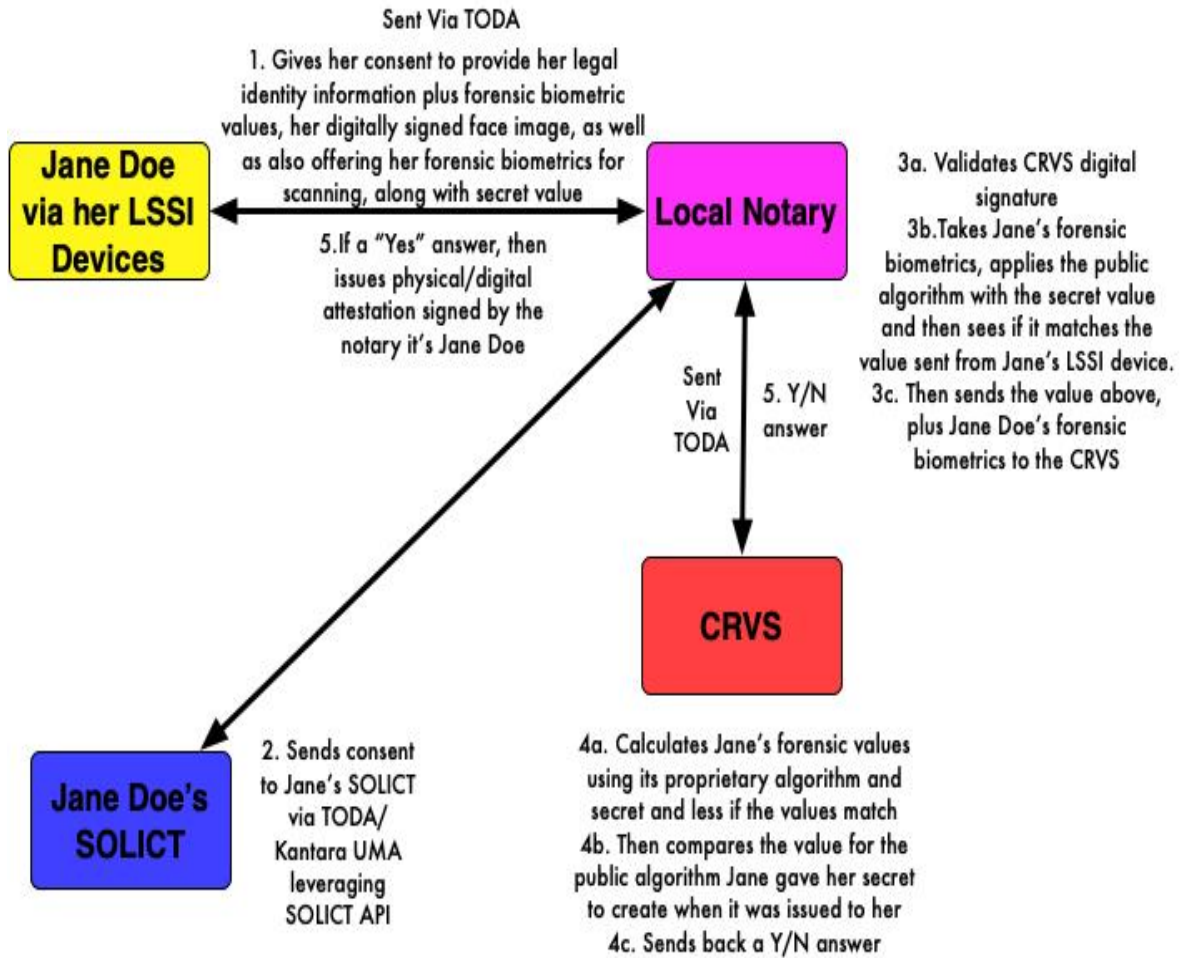 Sent Via TODA
1. Gives her consent to provide her legal
identity information plus forensic biometric
values, her digitally signed face image, as well
as also offering her forensic biometrics for
scanning, along with secret value
Jane Doe
via her LSSI
Devices
Local Notary
5.If a “Yes” answer, then
issues physical/digital
attestation signed by the
notary it’s Jane Doe
3a. Validates CRVS digital
signature
3b.Takes Jane’s forensic
biometrics, applies the public
algorithm with the secret value
and then sees if it matches the
value sent from Jane’s LSSI device.
3c. Then sends the value above,
plus Jane Doe’s forensic
biometrics to the CRVS
Sent
Via
TODA
5. Y/N
answer
CRVS
Jane Doe’s
SOLICT
2. Sends consent
to Jane’s SOLICT
via TODA/
Kantara UMA
leveraging
SOLICT API
4a. Calculates Jane’s forensic values
using its proprietary algorithm and
secret and less if the values match
4b. Then compares the value for the
public algorithm Jane gave her secret
to create when it was issued to her
4c. Sends back a Y/N answer